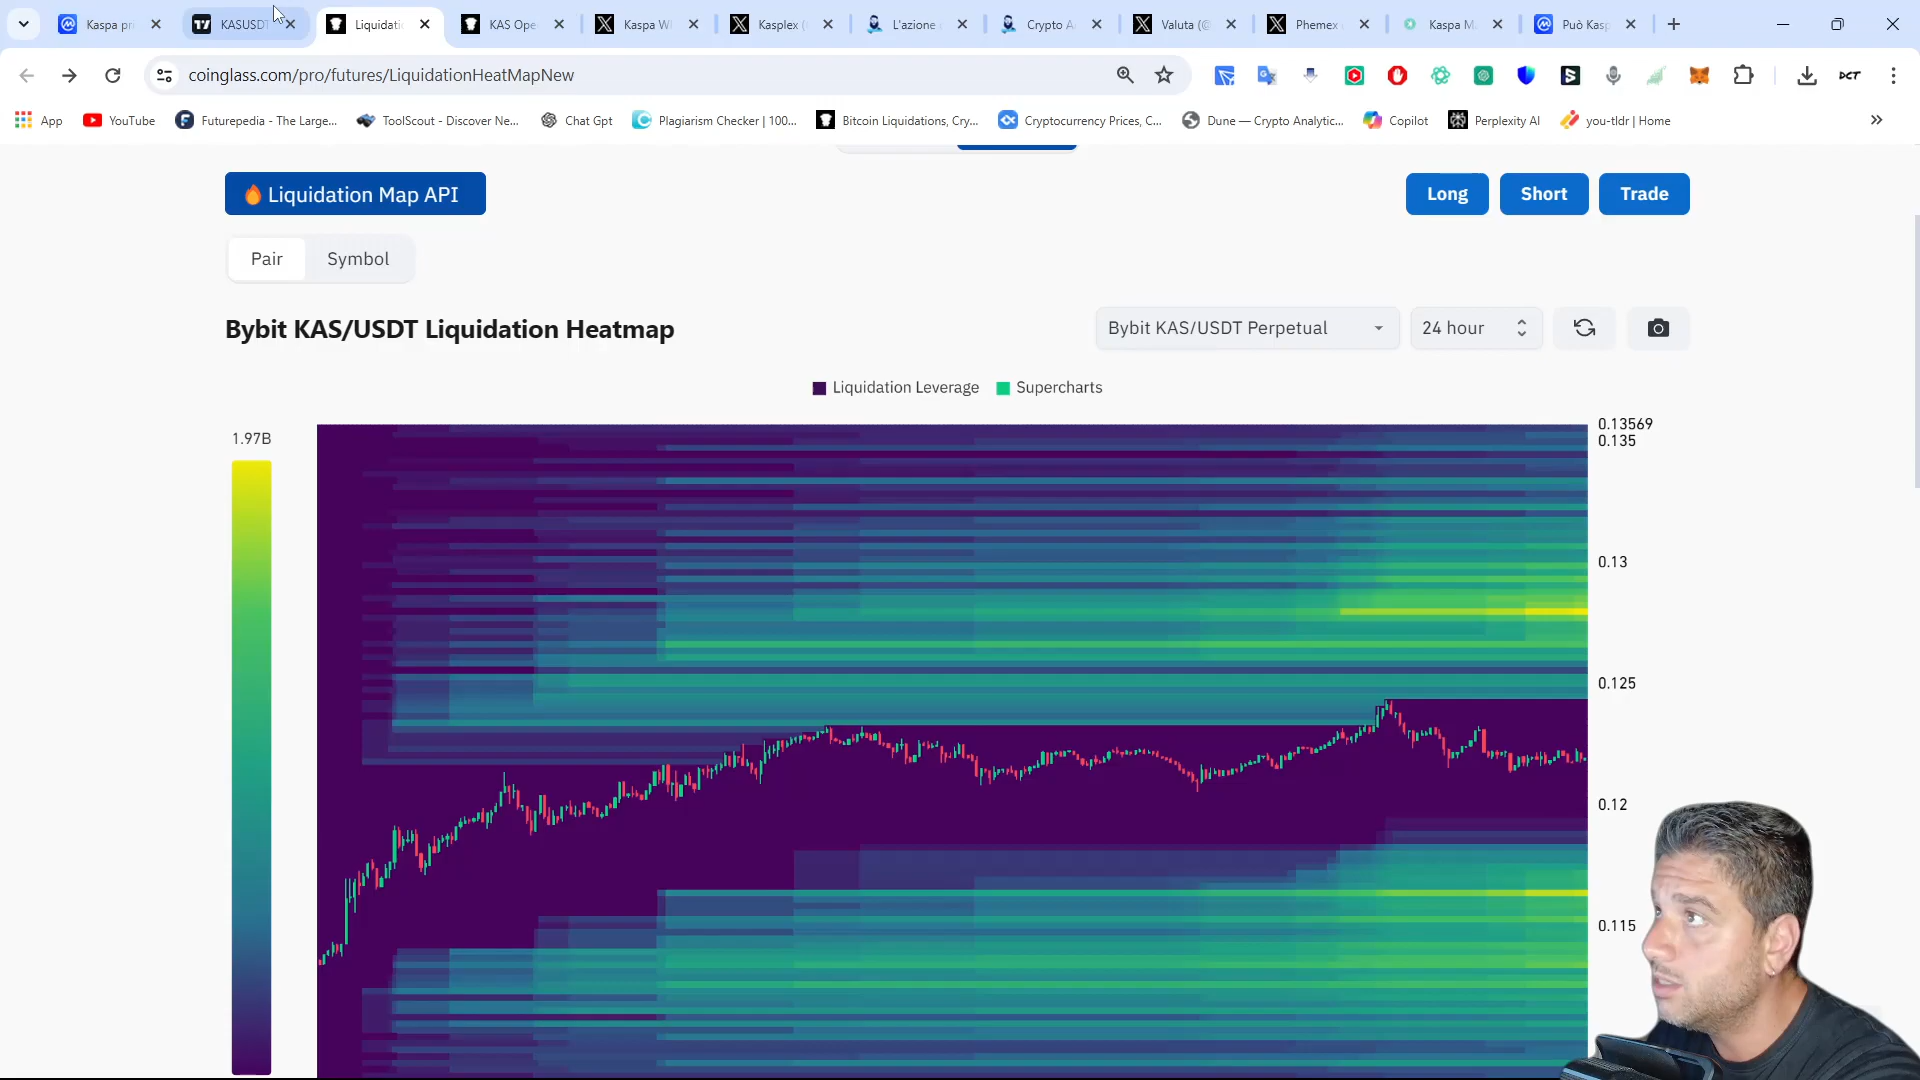 Kaspa pri
KASUSDT
Liquidatio
KAS Ope
Kaspa W
Kasplex (
L'azione
Crypto A
Valuta (@
Phemex
Kaspa M
Può Kasp
coinglass.com/pro/futures/LiquidationHeatMapNew
App
YouTube
Futurepedia - The Large...
ToolScout - Discover Ne...
Chat Gpt
Plagiarism Checker | 100...
Bitcoin Liquidations, Cry...
Cryptocurrency Prices, C...
Dune — Crypto Analytic...
Copilot
Perplexity AI
you-tldr | Home
Liquidation Map API
Long
Short
Trade
Pair
Symbol
Bybit KAS/USDT Liquidation Heatmap
Bybit KAS/USDT Perpetual
24 hour
Liquidation Leverage
Supercharts
1.97B
0.13569
0.135
0.13
0.125
0.12
0.115